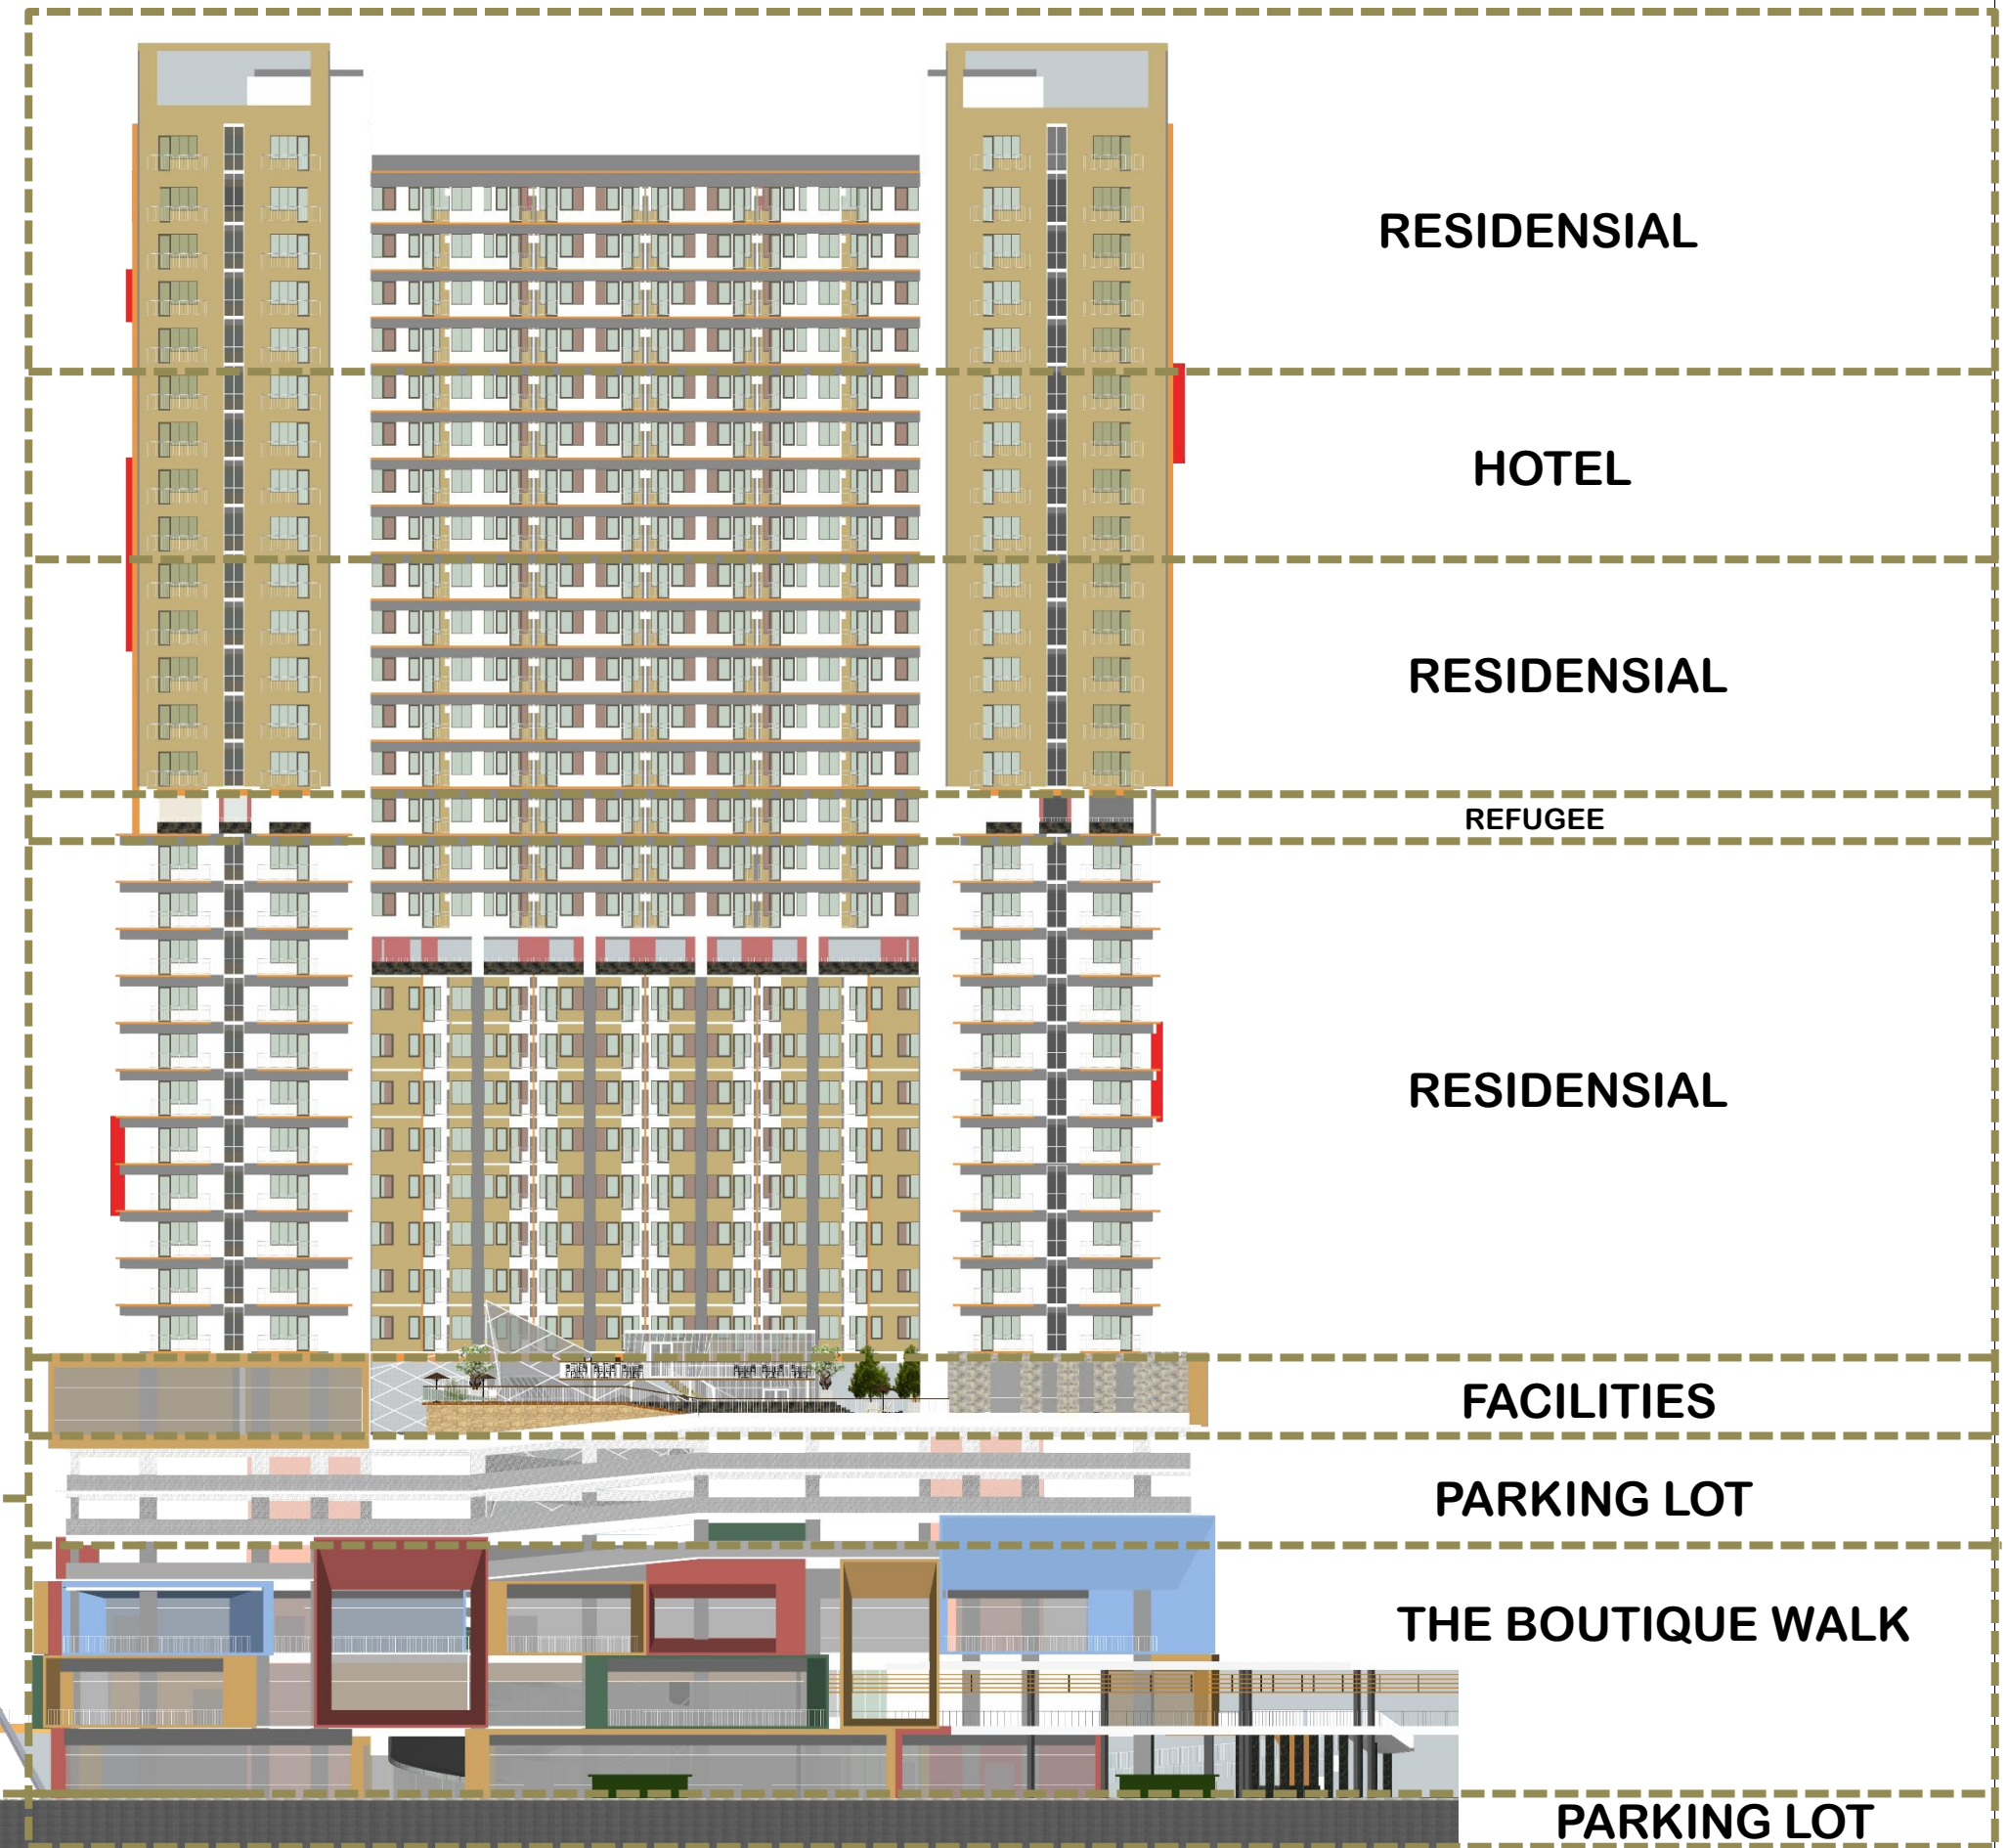 RESIDENSIAL
HOTEL
RESIDENSIAL
REFUGEE
RESIDENSIAL
FACILITIES
PARKING LOT
THE BOUTIQUE WALK
PARKING LOT